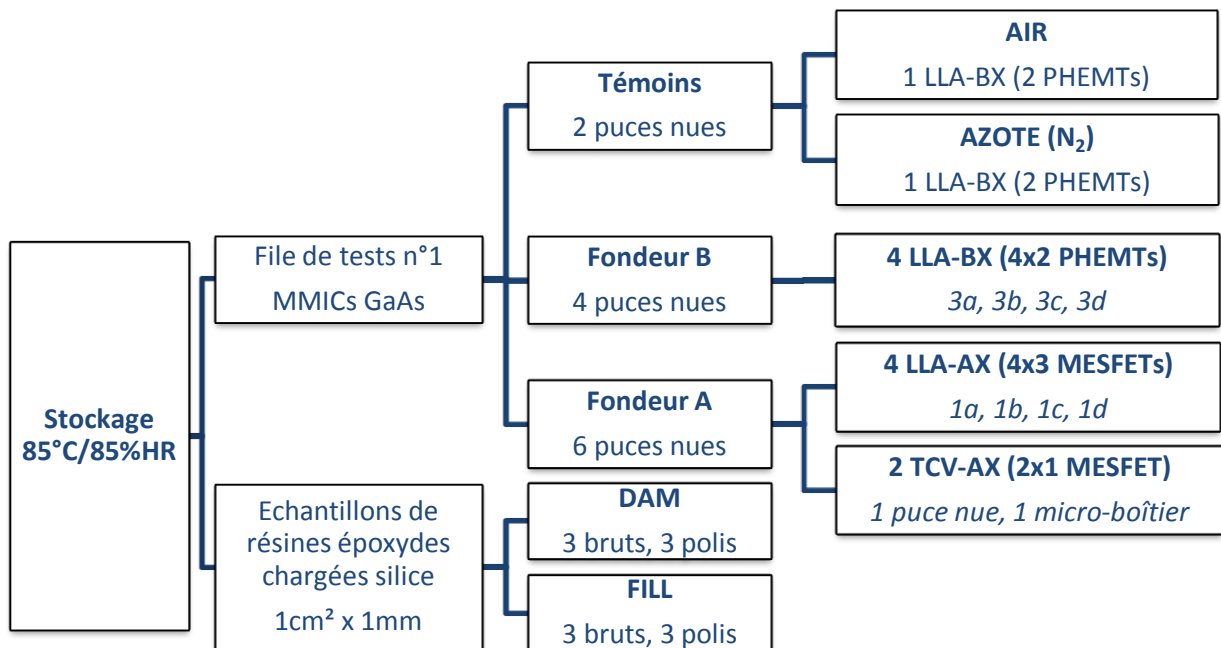 Stockage
85°C/85%HR
File de tests n°1
MMICs GaAs
Témoins
2 puces nues
AIR
1 LLA-BX (2 PHEMTs)
AZOTE (N₂)
1 LLA-BX (2 PHEMTs)
Fondeur B
4 puces nues
4 LLA-BX (4x2 PHEMTs)
3a, 3b, 3c, 3d
Fondeur A
6 puces nues
4 LLA-AX (4x3 MESFETs)
1a, 1b, 1c, 1d
2 TCV-AX (2x1 MESFET)
1 puce nue, 1 micro-boîtier
Echantillons de
résines époxydes
chargées silice
1cm² x 1mm
DAM
3 bruts, 3 polis
FILL
3 bruts, 3 polis